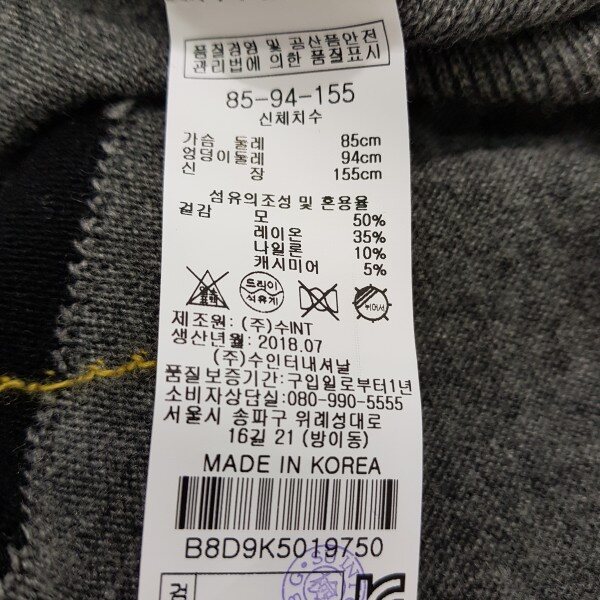 품질경영 및 공산품안전
관리법에 의한 품질표시
85-94-155
신체치수
가슴 둘레 85cm
엉덩이둘레 94cm
신 장 155cm
섬유의조성 및 혼용율
겉감 모 50%
레이온 35%
나일론 10%
캐시미어 5%
드라이
석유계
뉘어서
제조원: (주)수INT
생산년월: 2018.07
(주)수인터내셔날
품질보증기간: 구입일로부터1년
소비자상담실: 080-990-5555
서울시 송파구 위례성대로
16길 21 (방이동)
MADE IN KOREA
B8D9K5019750
검